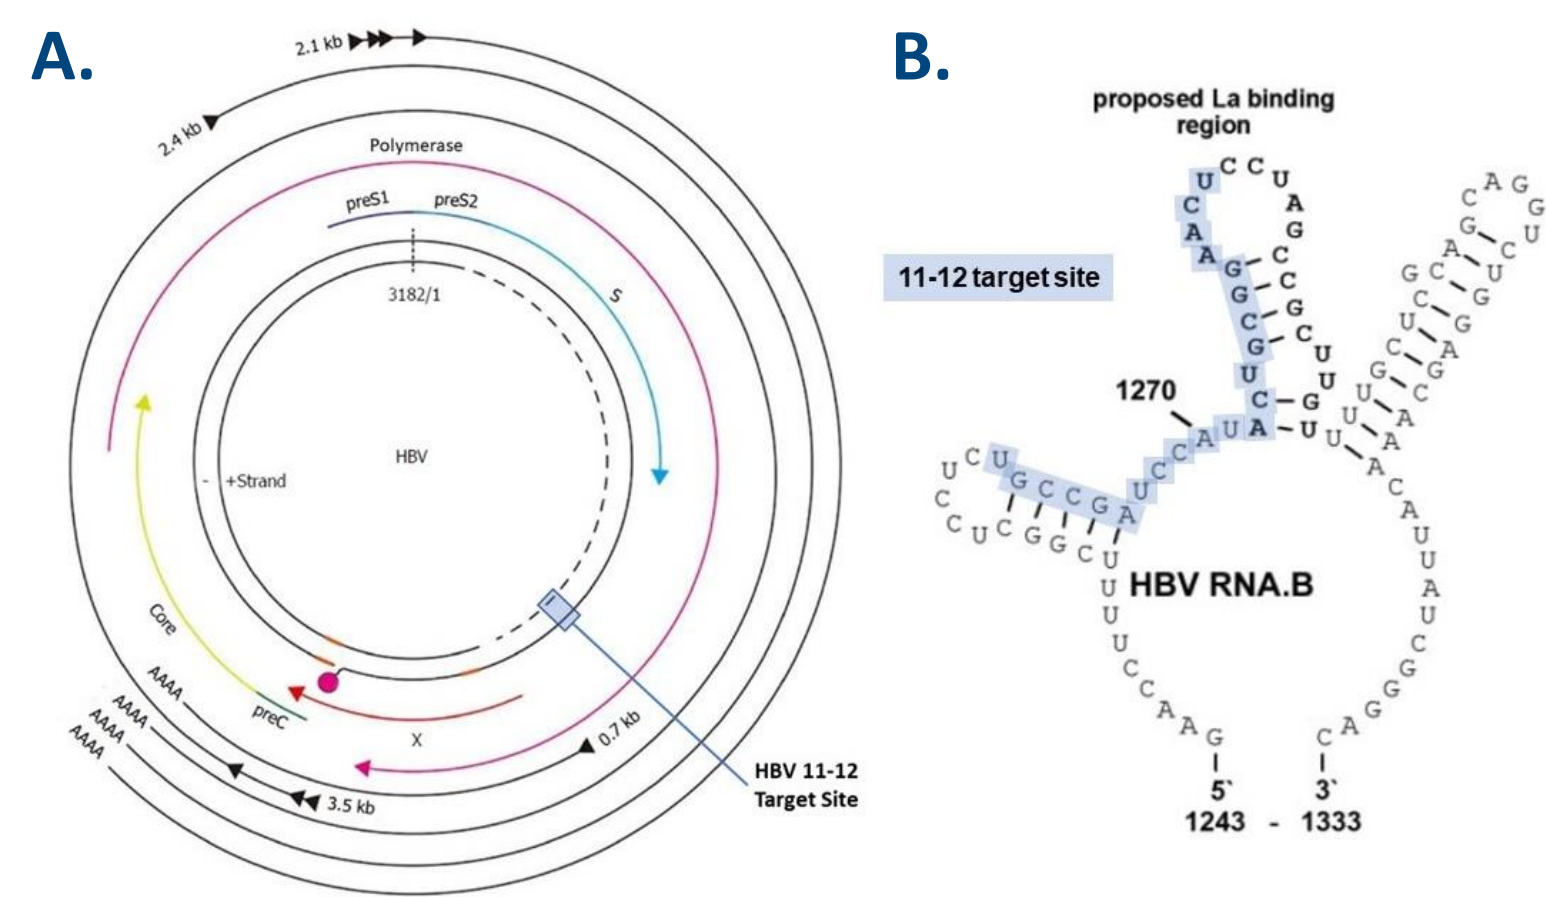 A.
2.1 kb
2.4 kb
Polymerase
preS1
preS2
S
3182/1
HBV
-
+Strand
Core
preC
X
AAAA
AAAA
AAAA
AAAA
0.7 kb
3.5 kb
HBV 11-12
Target Site
B.
proposed La binding
region
11-12 target site
1270
GAACCUUUUCGGCUCCUCUGCCGAUCCAUACUGCGGAACUCCUAGCCGCUUGUUUUGCUCGCAGCAGGUCUGGAGCAAACAUUAUCGGGAC
HBV RNA.B
5` 3`
1243 - 1333